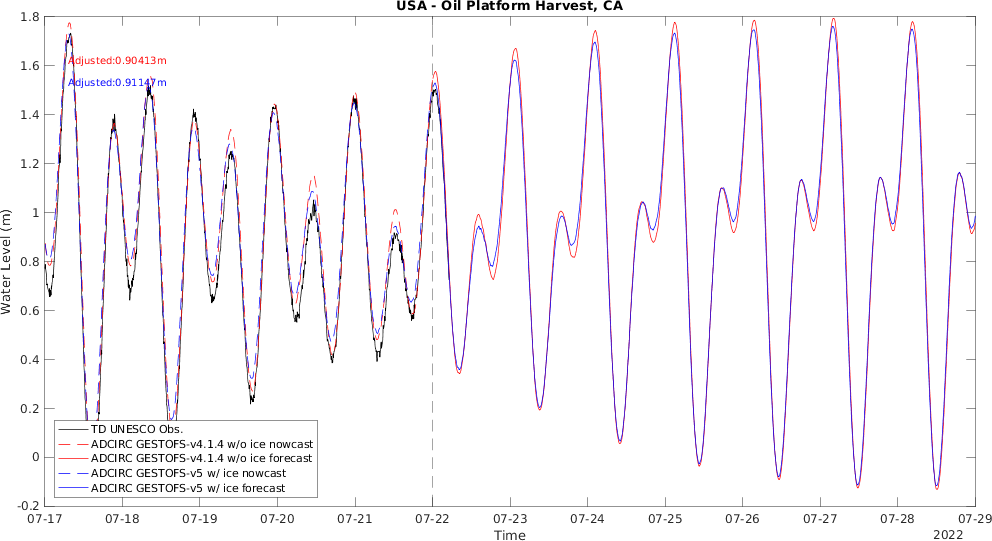 USA - Oil Platform Harvest, CA
1.8
1.6
1.4
1.2
1
0.8
0.6
0.4
0.2
0
-0.2
Water Level (m)
Adjusted:0.90413m
Adjusted:0.91147m
TD UNESCO Obs.
ADCIRC GESTOFS-v4.1.4 w/o ice nowcast
ADCIRC GESTOFS-v4.1.4 w/o ice forecast
ADCIRC GESTOFS-v5 w/ ice nowcast
ADCIRC GESTOFS-v5 w/ ice forecast
07-17 07-18 07-19 07-20 07-21 07-22 07-23 07-24 07-25 07-26 07-27 07-28 07-29
Time
2022